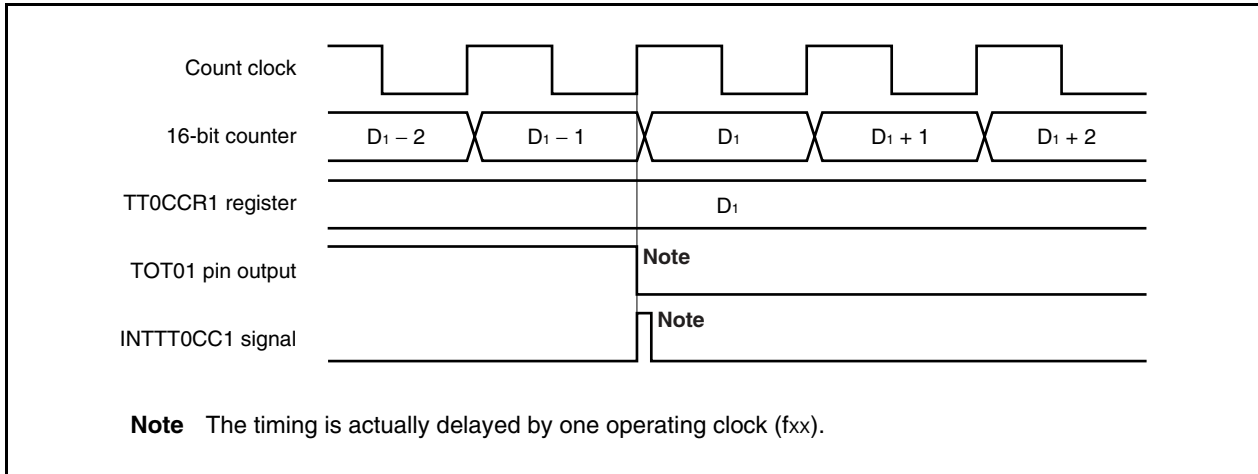 Count clock
16-bit counter D1 − 2 D1 − 1 D1 D1 + 1 D1 + 2
TT0CCR1 register D1
TOT01 pin output Note
INTTT0CC1 signal Note
Note The timing is actually delayed by one operating clock (fxx).